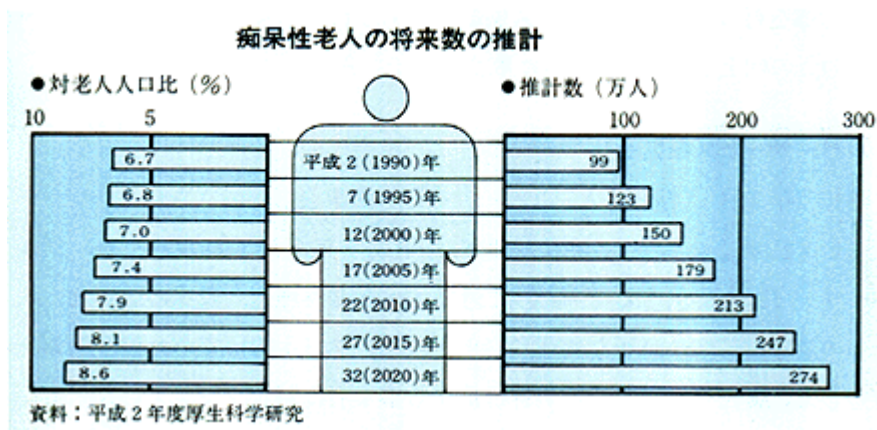 痴呆性老人の将来数の推計
●対老人人口比（％） ●推計数（万人）
10 5 100 200 300
6.7 平成2(1990)年 99
6.8 7(1995)年 123
7.0 12(2000)年 150
7.4 17(2005)年 179
7.9 22(2010)年 213
8.1 27(2015)年 247
8.6 32(2020)年 274
資料：平成2年度厚生科学研究